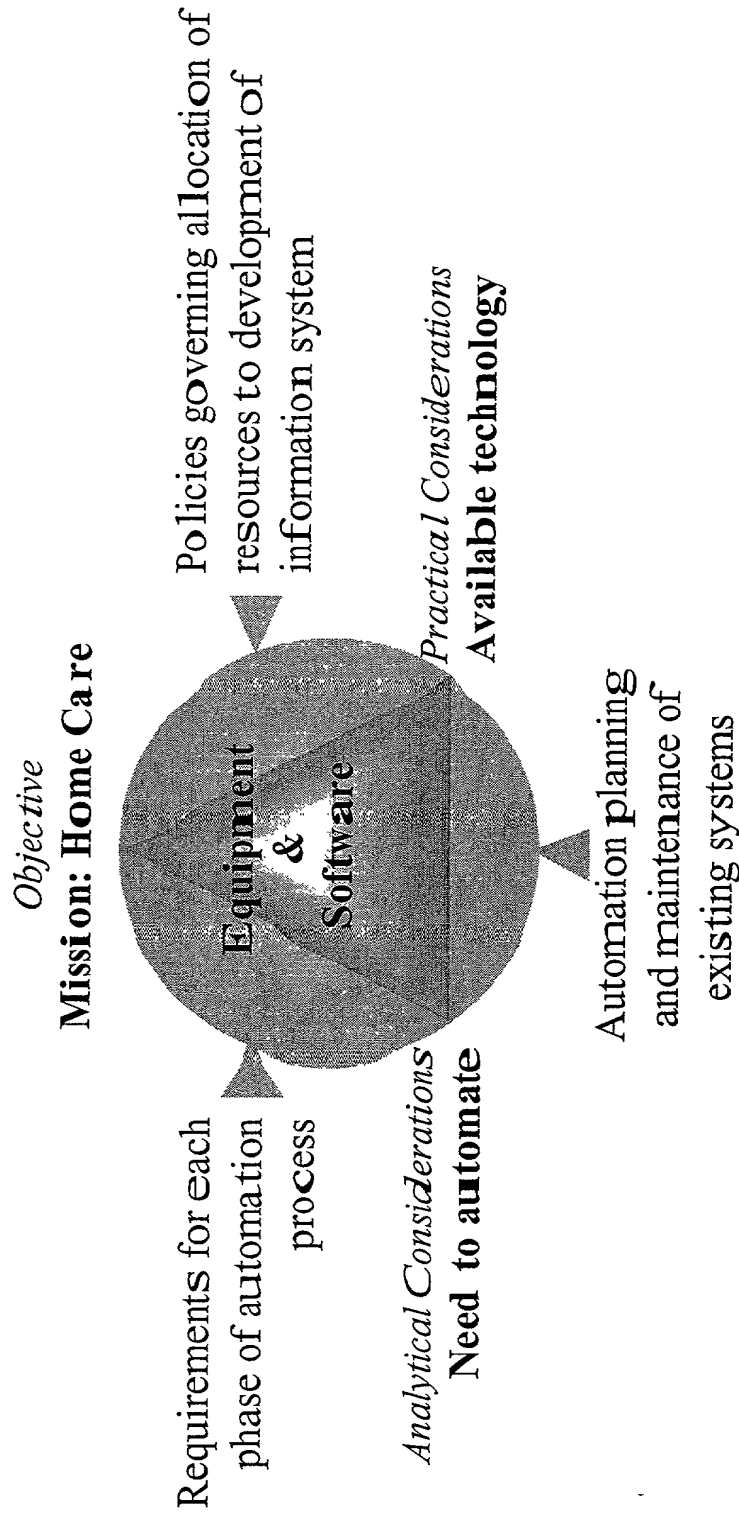 Objective
Mission: Home Care
Requirements for each
phase of automation
process
Policies governing allocation of
resources to development of
information system
Equipment
&
Software
Analytical Considerations
Need to automate
Practical Considerations
Available technology
Automation planning
and maintenance of
existing systems